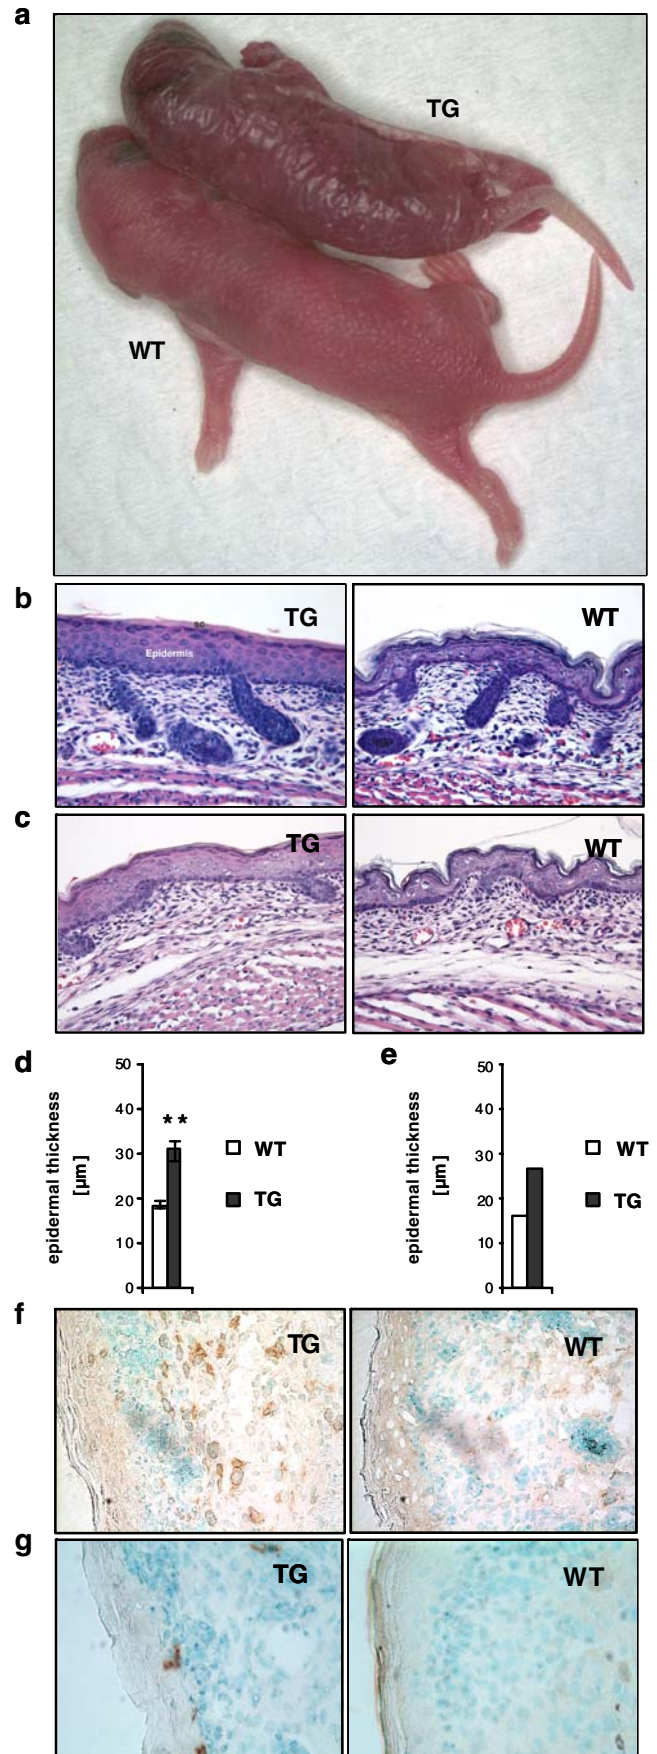 a
TG
WT
b
TG
WT
sc
Epidermis
c
TG
WT
d
e
epidermal thickness
[µm]
50
40
30
20
10
0
**
WT
TG
epidermal thickness
[µm]
50
40
30
20
10
0
WT
TG
f
TG
WT
g
TG
WT